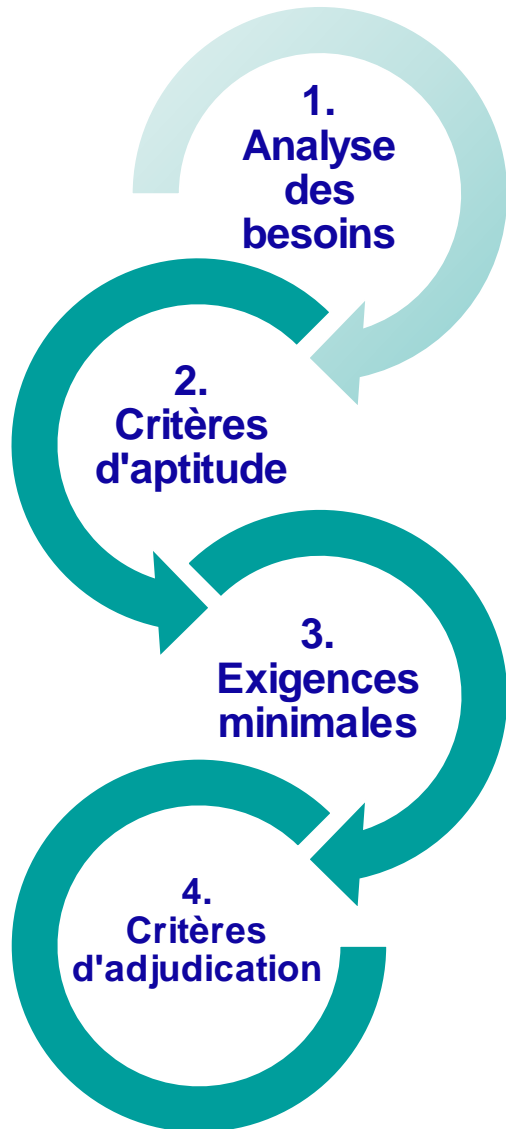 1.
Analyse
des
besoins
2.
Critères
d'aptitude
3.
Exigences
minimales
4.
Critères
d'adjudication